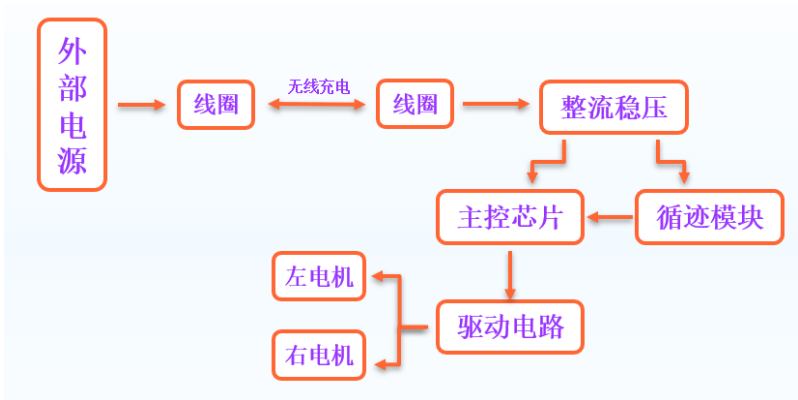 外部电源
线圈
无线充电
线圈
整流稳压
主控芯片
循迹模块
左电机
驱动电路
右电机